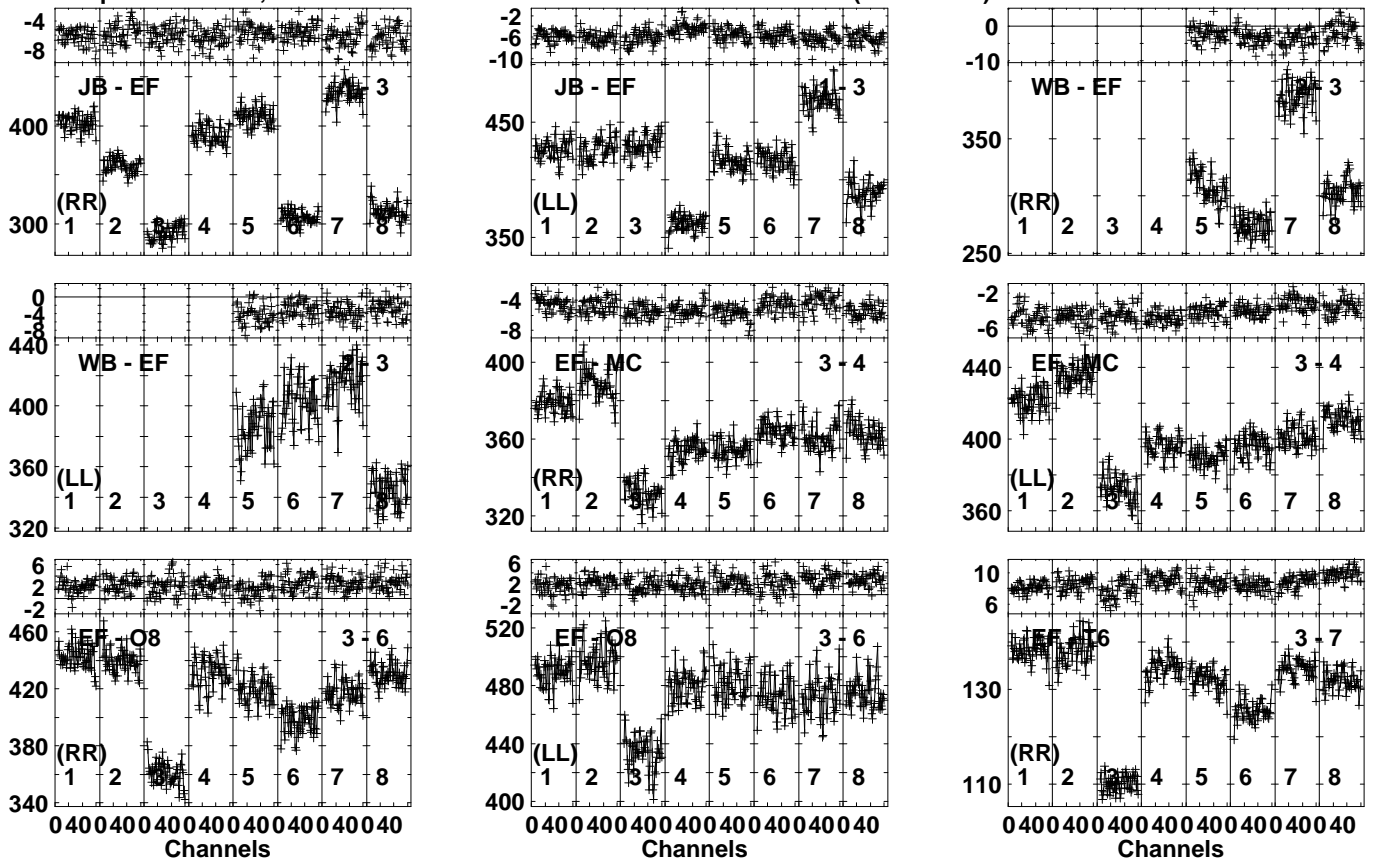 -4 -8
JB - EF 1 - 3
400
300
(RR)
1 2 3 4 5 6 7 8
-2 -6 -10
JB - EF 1 - 3
450
350
(LL)
1 2 3 4 5 6 7 8
0 -10
WB - EF 2 - 3
350
250
(RR)
1 2 3 4 5 6 7 8
0 -4 -8
WB - EF 2 - 3
440
400
360
320
(LL)
1 2 3 4 5 6 7 8
-4 -8
EF - MC 3 - 4
400
360
320
(RR)
1 2 3 4 5 6 7 8
-2 -6
EF - MC 3 - 4
440
400
360
(LL)
1 2 3 4 5 6 7 8
6 2 -2
EF - O8 3 - 6
460
420
380
340
(RR)
1 2 3 4 5 6 7 8
0 40 0 40 0 40 0 40 0 40 0 40 0 40 0 40
Channels
6 2 -2
EF - O8 3 - 6
520
480
440
400
(LL)
1 2 3 4 5 6 7 8
0 40 0 40 0 40 0 40 0 40 0 40 0 40 0 40
Channels
10 6
EF - T6 3 - 7
130
110
(RR)
1 2 3 4 5 6 7 8
0 40 0 40 0 40 0 40 0 40 0 40 0 40 0 40
Channels